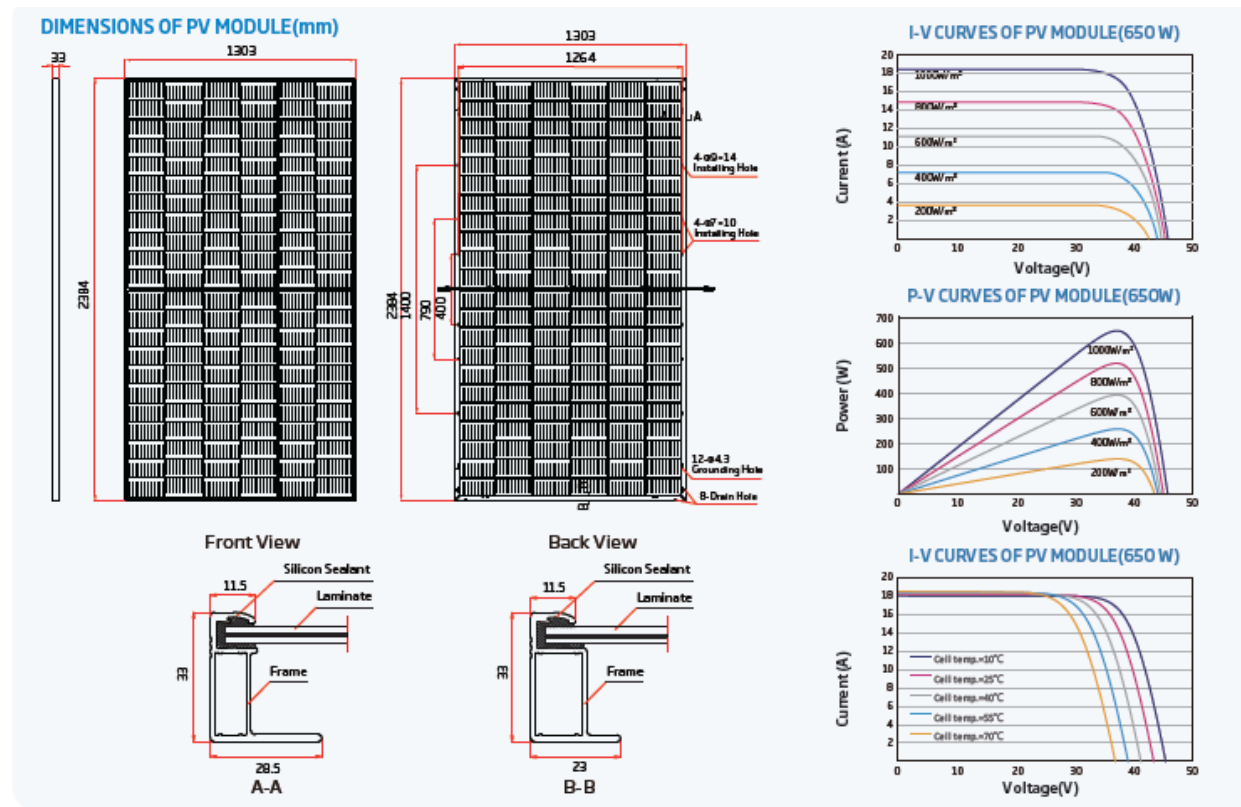 DIMENSIONS OF PV MODULE(mm)
33
1303
2384
Front View
1303
1264
2384
1400
790
400
A
4-ø9×14
Installing Hole
4-ø7×10
Installing Hole
12-ø4.3
Grounding Hole
8-Drain Hole
B
Back View
11.5
Silicon Sealant
Laminate
33
Frame
28.5
A-A
11.5
Silicon Sealant
Laminate
33
Frame
23
B-B
I-V CURVES OF PV MODULE(650 W)
Current (A)
20
18
16
14
12
10
8
6
4
2
1000W/m²
800W/m²
600W/m²
400W/m²
200W/m²
0 10 20 30 40 50
Voltage(V)
P-V CURVES OF PV MODULE(650W)
Power (W)
700
600
500
400
300
200
100
1000W/m²
800W/m²
600W/m²
400W/m²
200W/m²
0 10 20 30 40 50
Voltage(V)
I-V CURVES OF PV MODULE(650 W)
Current (A)
20
18
16
14
12
10
8
6
4
2
Cell temp.=10°C
Cell temp.=25°C
Cell temp.=40°C
Cell temp.=55°C
Cell temp.=70°C
0 10 20 30 40 50
Voltage(V)